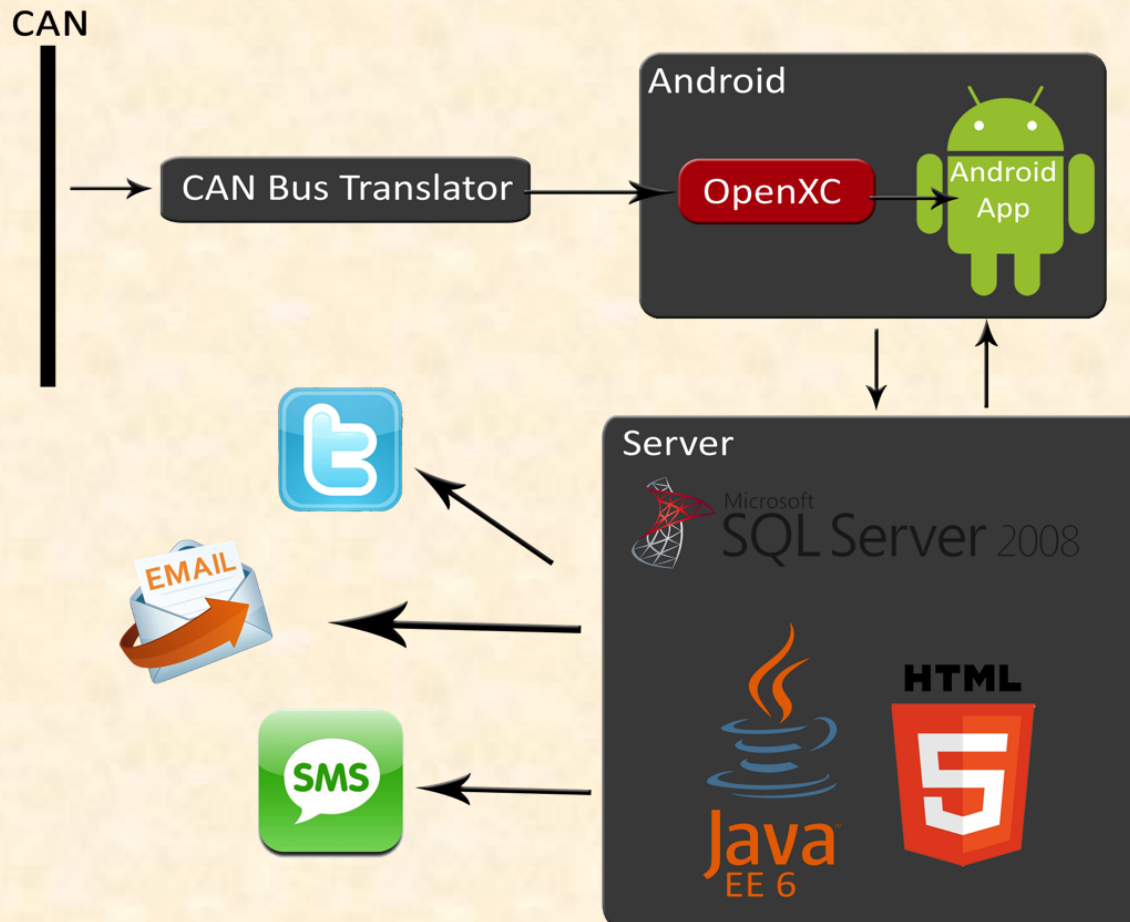 CAN
Android
CAN Bus Translator
OpenXC
Android
App
Server
Microsoft
SQL Server 2008
EMAIL
HTML
5
SMS
Java™
EE 6